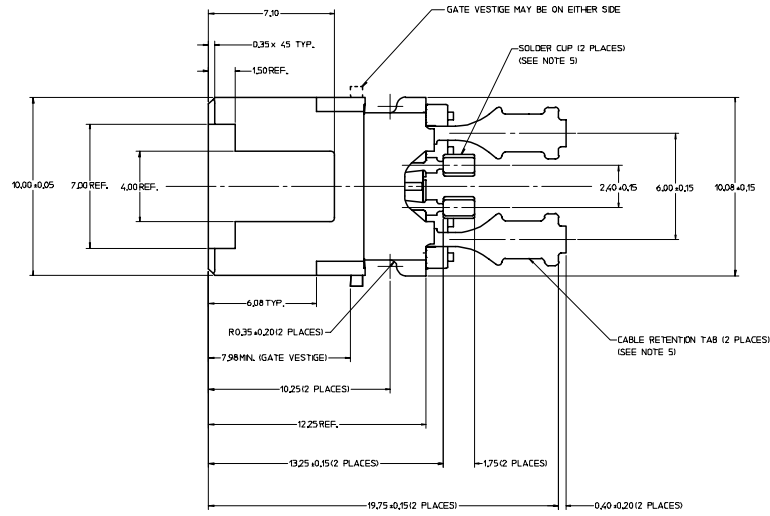 7.10
GATE VESTIGE MAY BE ON EITHER SIDE
0.35 x 45 TYP.
SOLDER CUP (2 PLACES)
(SEE NOTE 5)
1.50 REF.
10.00 ±0.05
7.00 REF.
4.00 REF.
2.40 ±0.15
6.00 ±0.15
10.08 ±0.15
6.08 TYP.
R0.35 ±0.20 (2 PLACES)
CABLE RETENTION TAB (2 PLACES)
(SEE NOTE 5)
7.98 MIN. (GATE VESTIGE)
10.25 (2 PLACES)
12.25 REF.
13.25 ±0.15 (2 PLACES)
1.75 (2 PLACES)
19.75 ±0.15 (2 PLACES)
0.40 ±0.20 (2 PLACES)